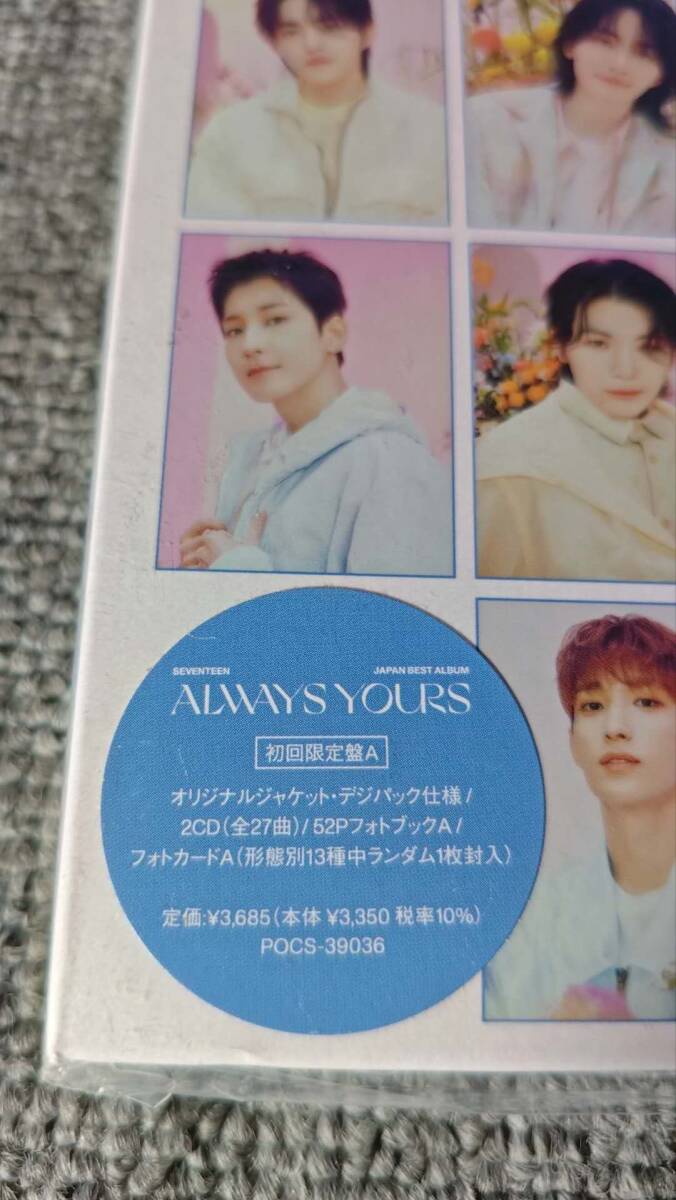 SEVENTEEN JAPAN BEST ALBUM
ALWAYS YOURS
初回限定盤A
オリジナルジャケット・デジパック仕様 /
2CD(全27曲) / 52PフォトブックA /
フォトカードA(形態別13種中ランダム1枚封入)
定価:¥3,685(本体 ¥3,350 税率10%)
POCS-39036